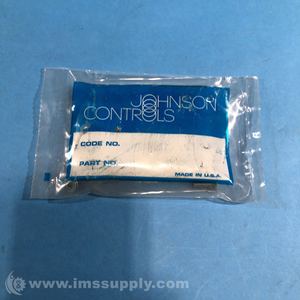 JOHNSON
CONTROLS
CODE NO.
PART NO
MADE IN U.S.A.
www.imssupply.com